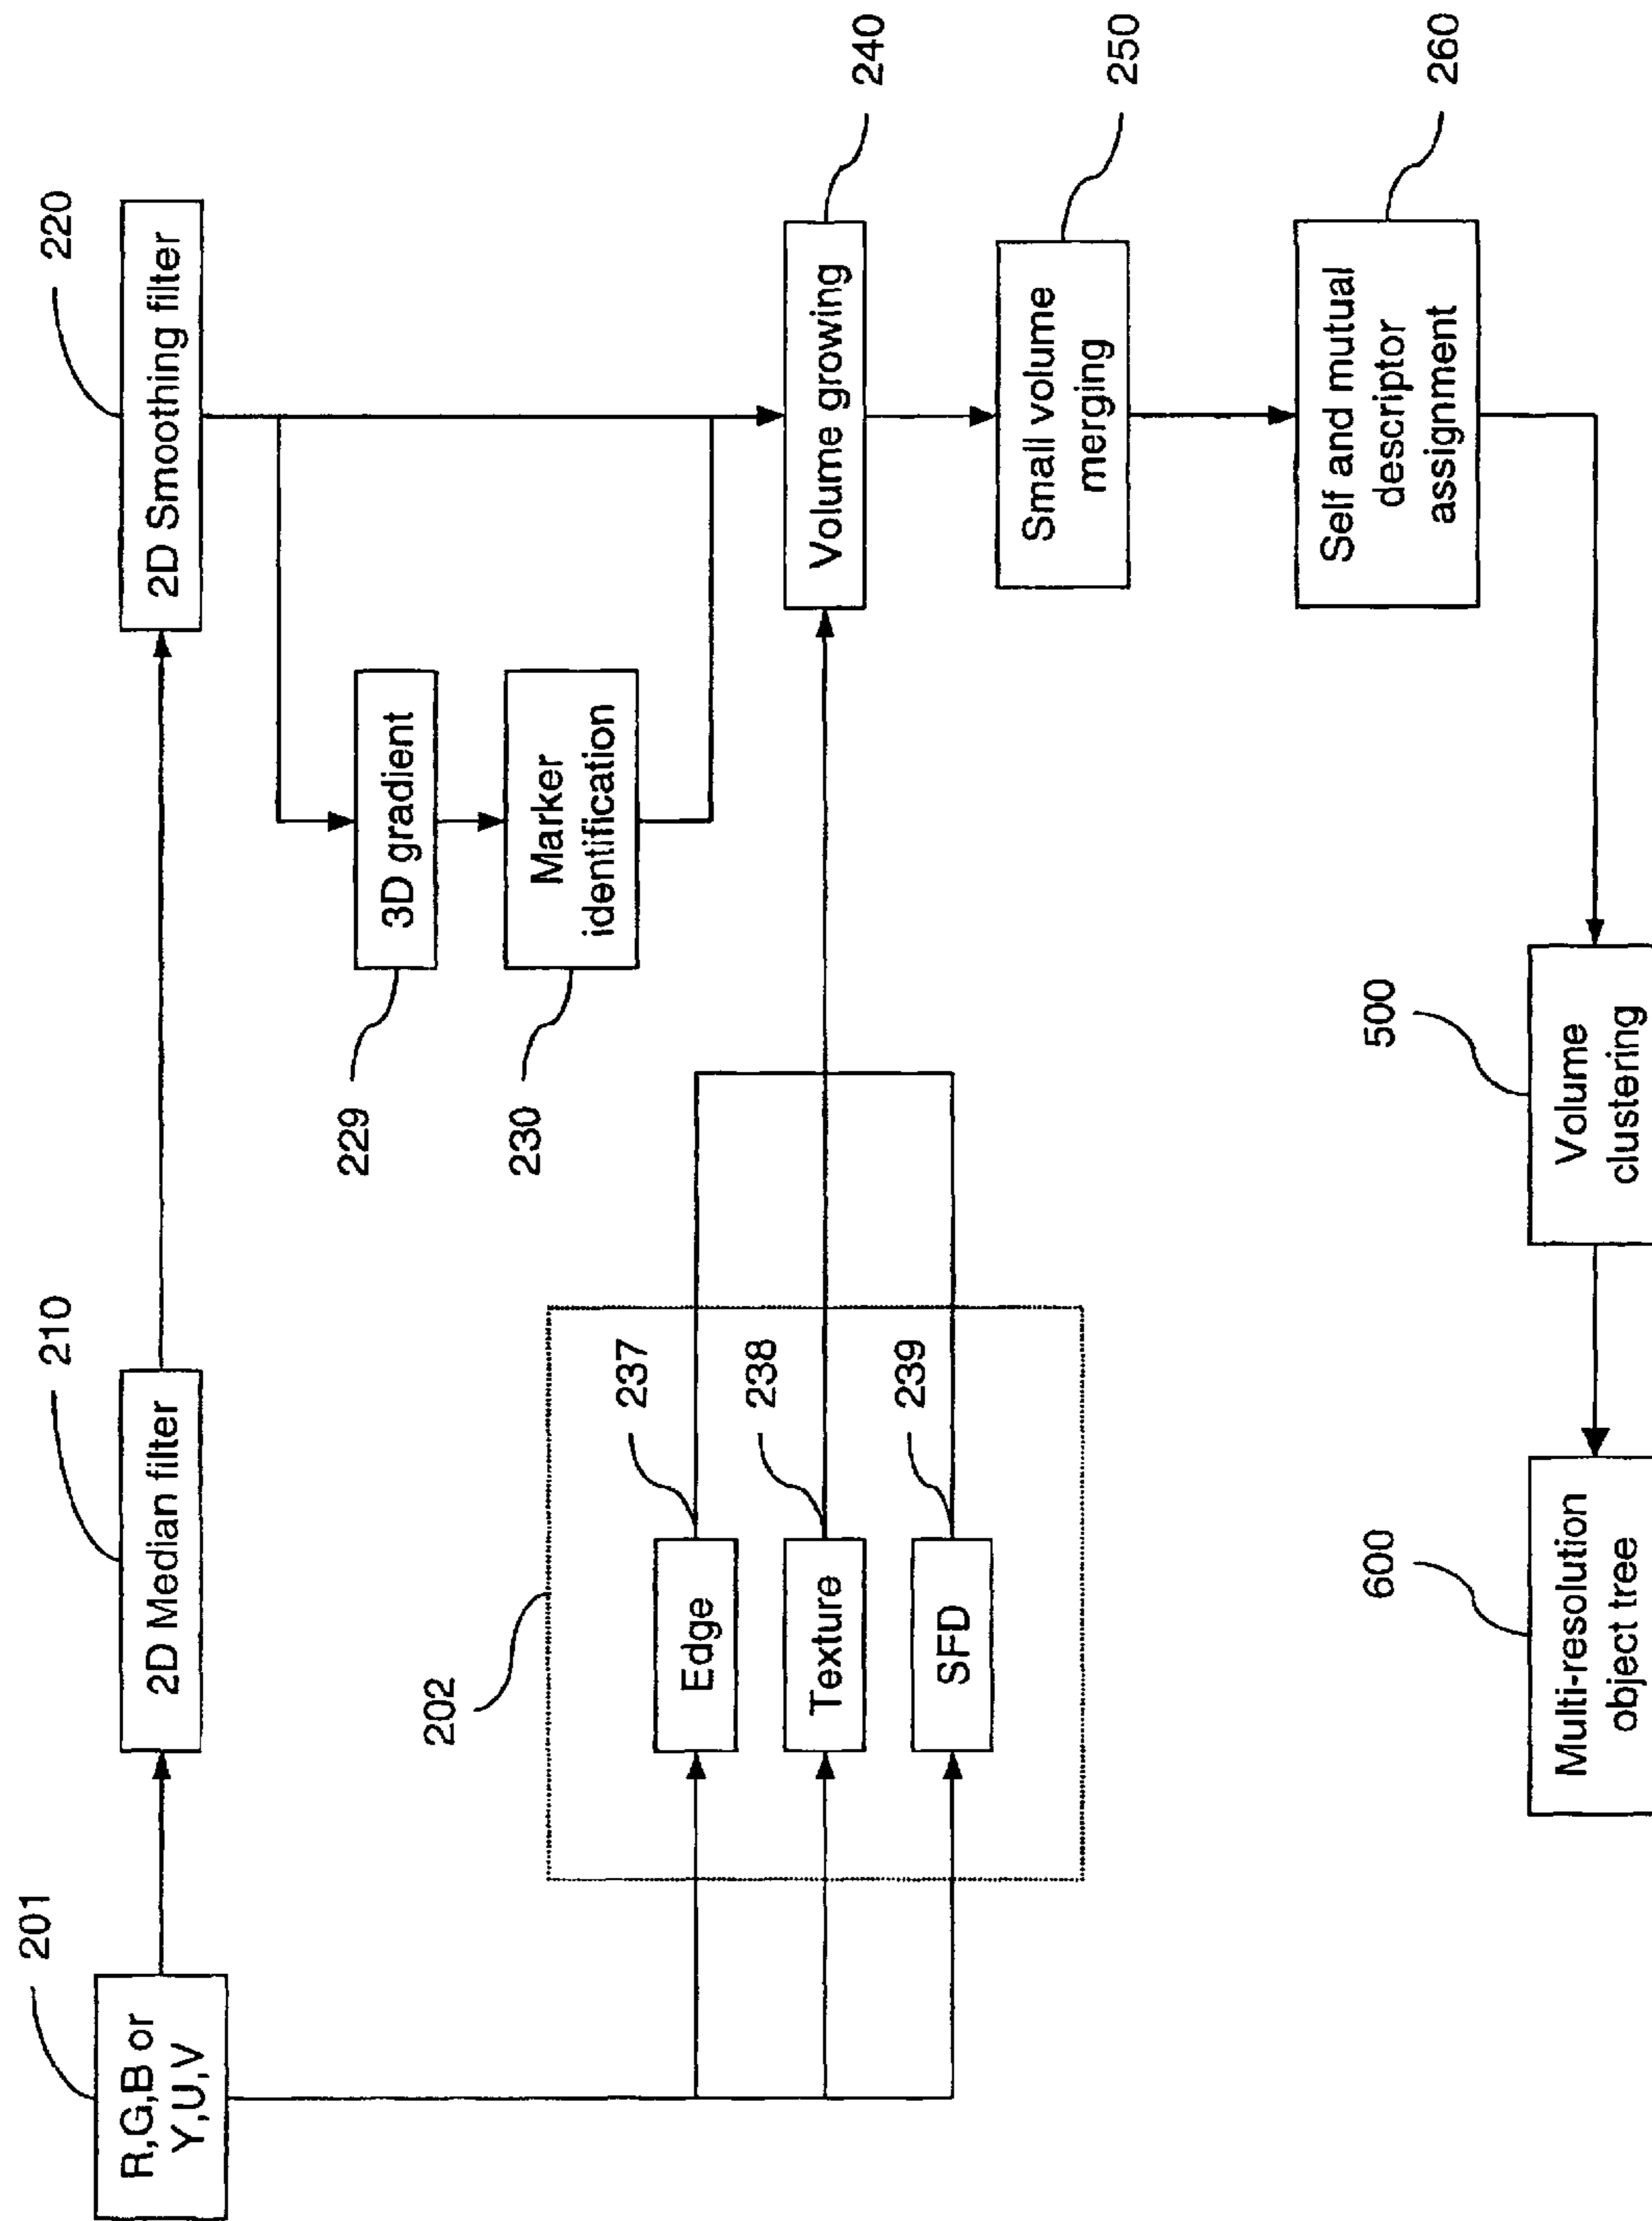 201
R,G,B or
Y,U,V
210
2D Median filter
220
2D Smoothing filter
229
3D gradient
230
Marker
identification
202
237
Edge
238
Texture
239
SFD
240
Volume growing
250
Small volume
merging
260
Self and mutual
descriptor
assignment
500
Volume
clustering
600
Multi-resolution
object tree